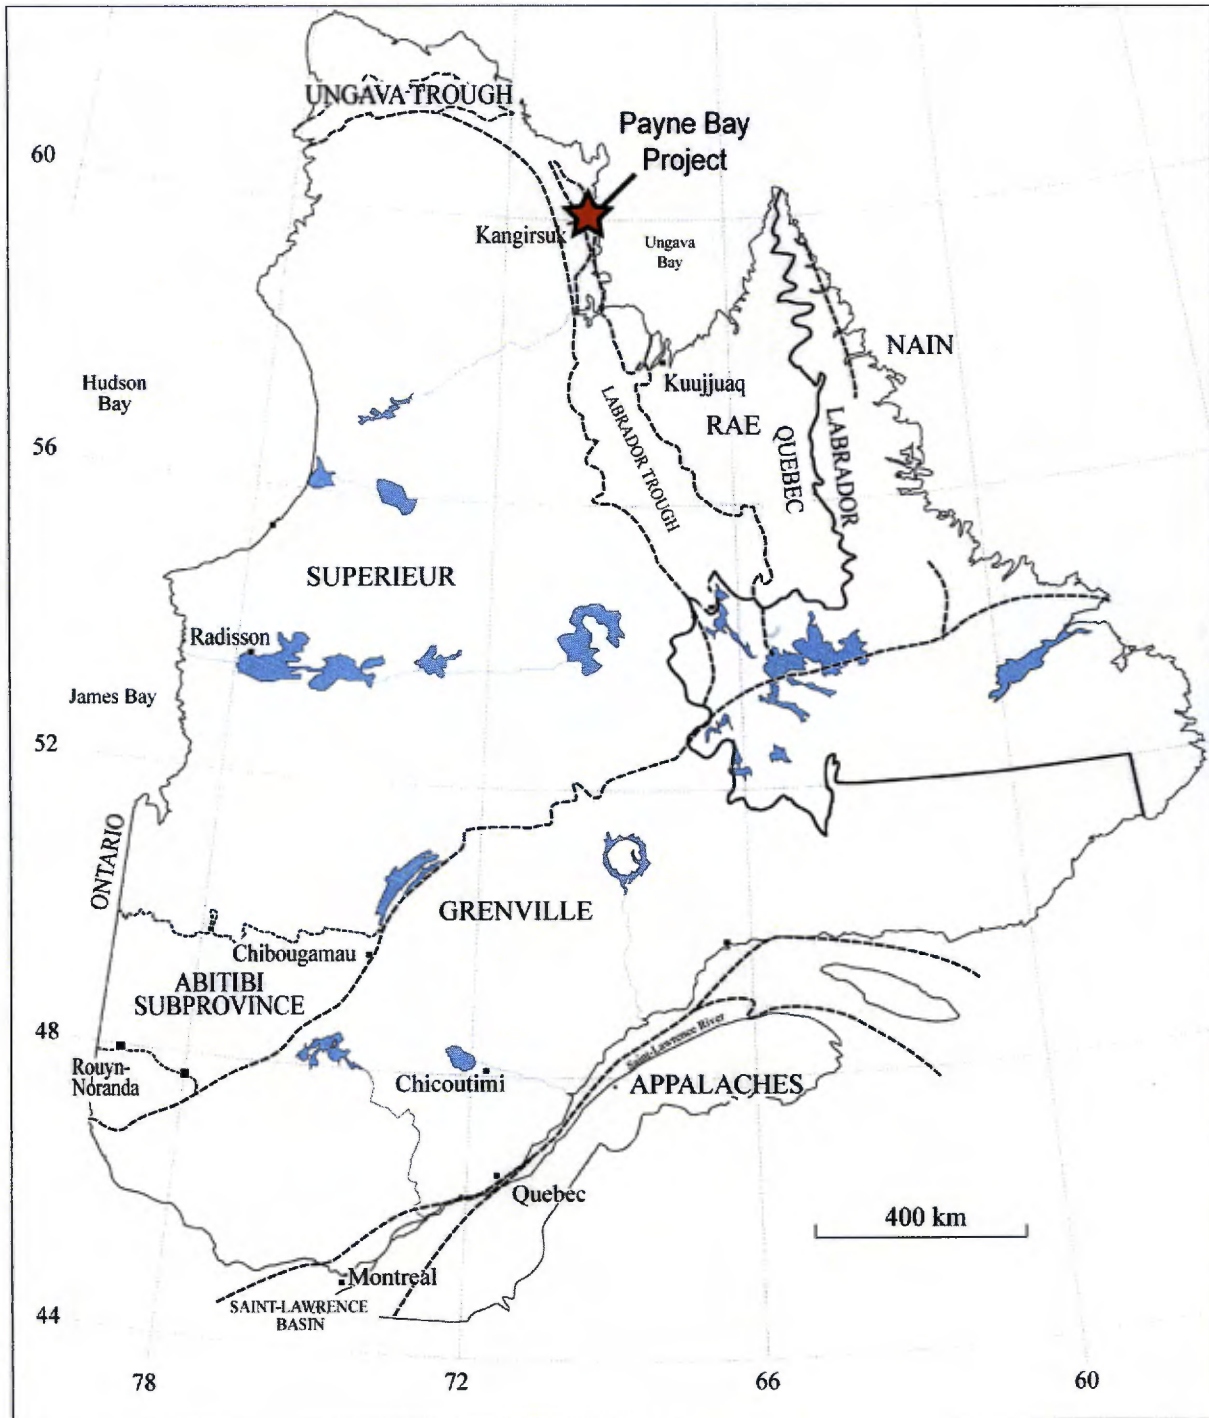 UNGAVA TROUGH
Payne Bay
Project
60
Kangirsuk
Ungava
Bay
NAIN
Hudson
Bay
Kuujjuaq
LABRADOR TROUGH
RAE
QUEBEC
LABRADOR
56
SUPERIEUR
Radisson
James Bay
52
ONTARIO
GRENVILLE
Chibougamau
ABITIBI
SUBPROVINCE
48
Rouyn-
Noranda
Chicoutimi
Saint-Lawrence River
APPALACHES
Quebec
400 km
Montreal
SAINT-LAWRENCE
BASIN
44
78
72
66
60